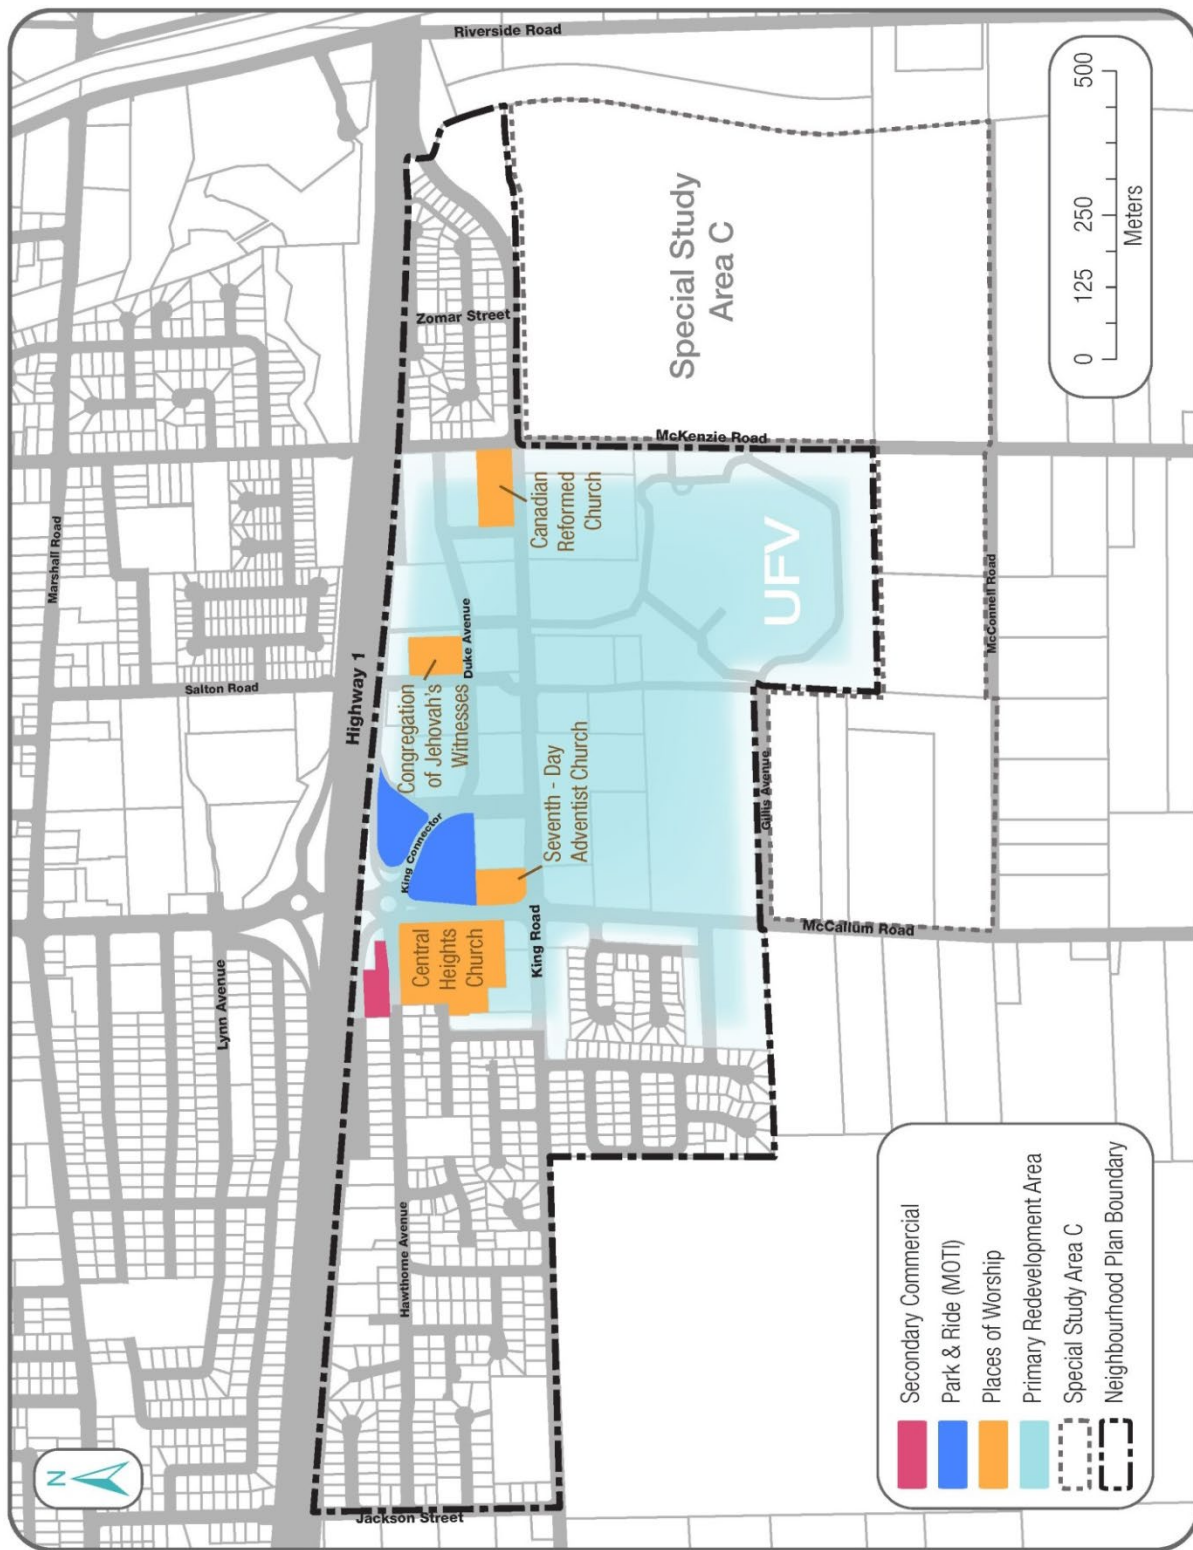 Riverside Road
Marshall Road
Salton Road
Lynn Avenue
Highway 1
Zomar Street
McKenzie Road
Duke Avenue
King Connector
King Road
Hawthorne Avenue
Jackson Street
Gillis Avenue
McCallum Road
McConnell Road
Special Study
Area C
UFV
Canadian
Reformed
Church
Congregation
of Jehovah's
Witnesses
Seventh - Day
Adventist Church
Central
Heights
Church
N
Secondary Commercial
Park & Ride (MOTI)
Places of Worship
Primary Redevelopment Area
Special Study Area C
Neighbourhood Plan Boundary
0 125 250 500
Meters